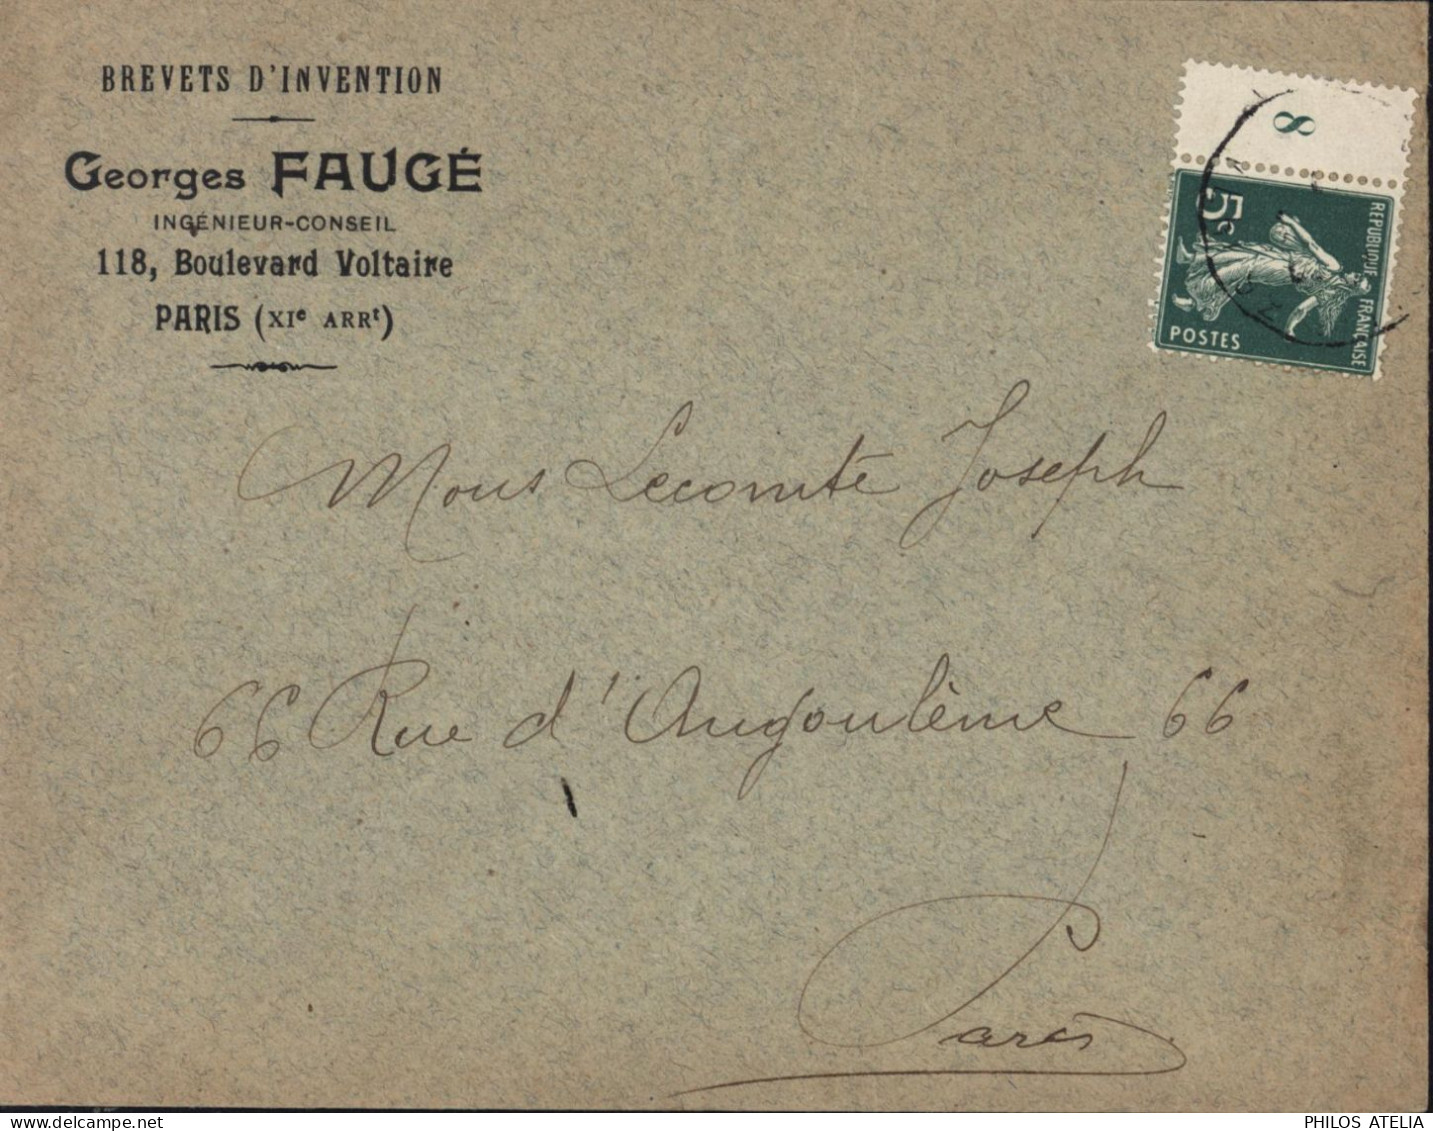 BREVETS D'INVENTION
Georges FAUGÉ
INGÉNIEUR-CONSEIL
118, Boulevard Voltaire
PARIS (XIe ARRt)
8
5c
REPUBLIQUE FRANÇAISE
POSTES
Mons Lecomte Joseph
66 Rue d'Angoulême 66
Paris
PHILOS ATELIA